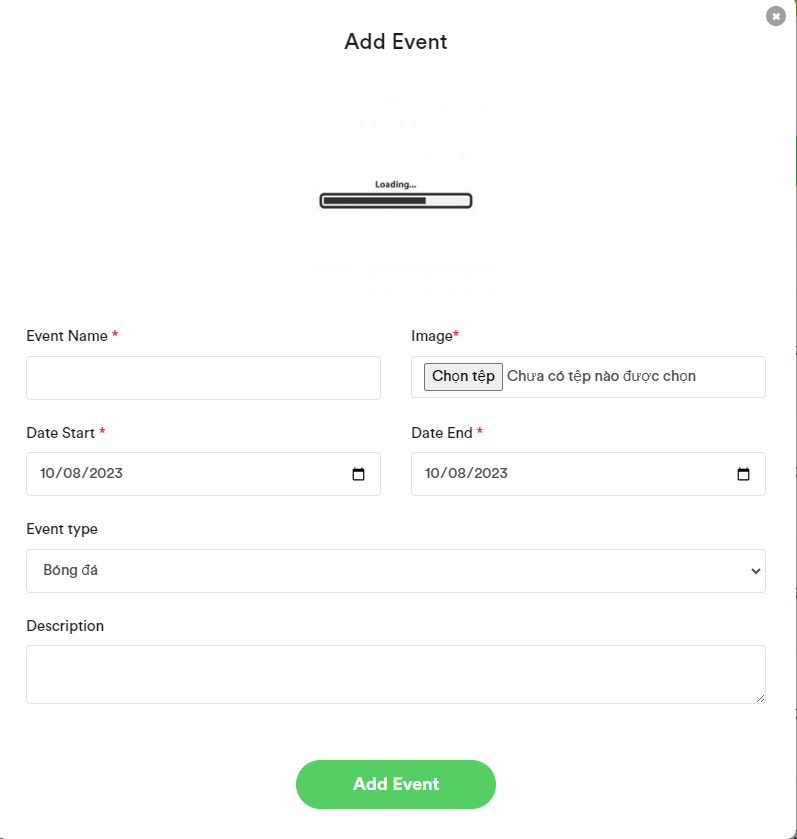 Add Event
Loading...
Event Name *
Image*
Chọn tệp Chưa có tệp nào được chọn
Date Start *
Date End *
10/08/2023
10/08/2023
Event type
Bóng đá
Description
Add Event